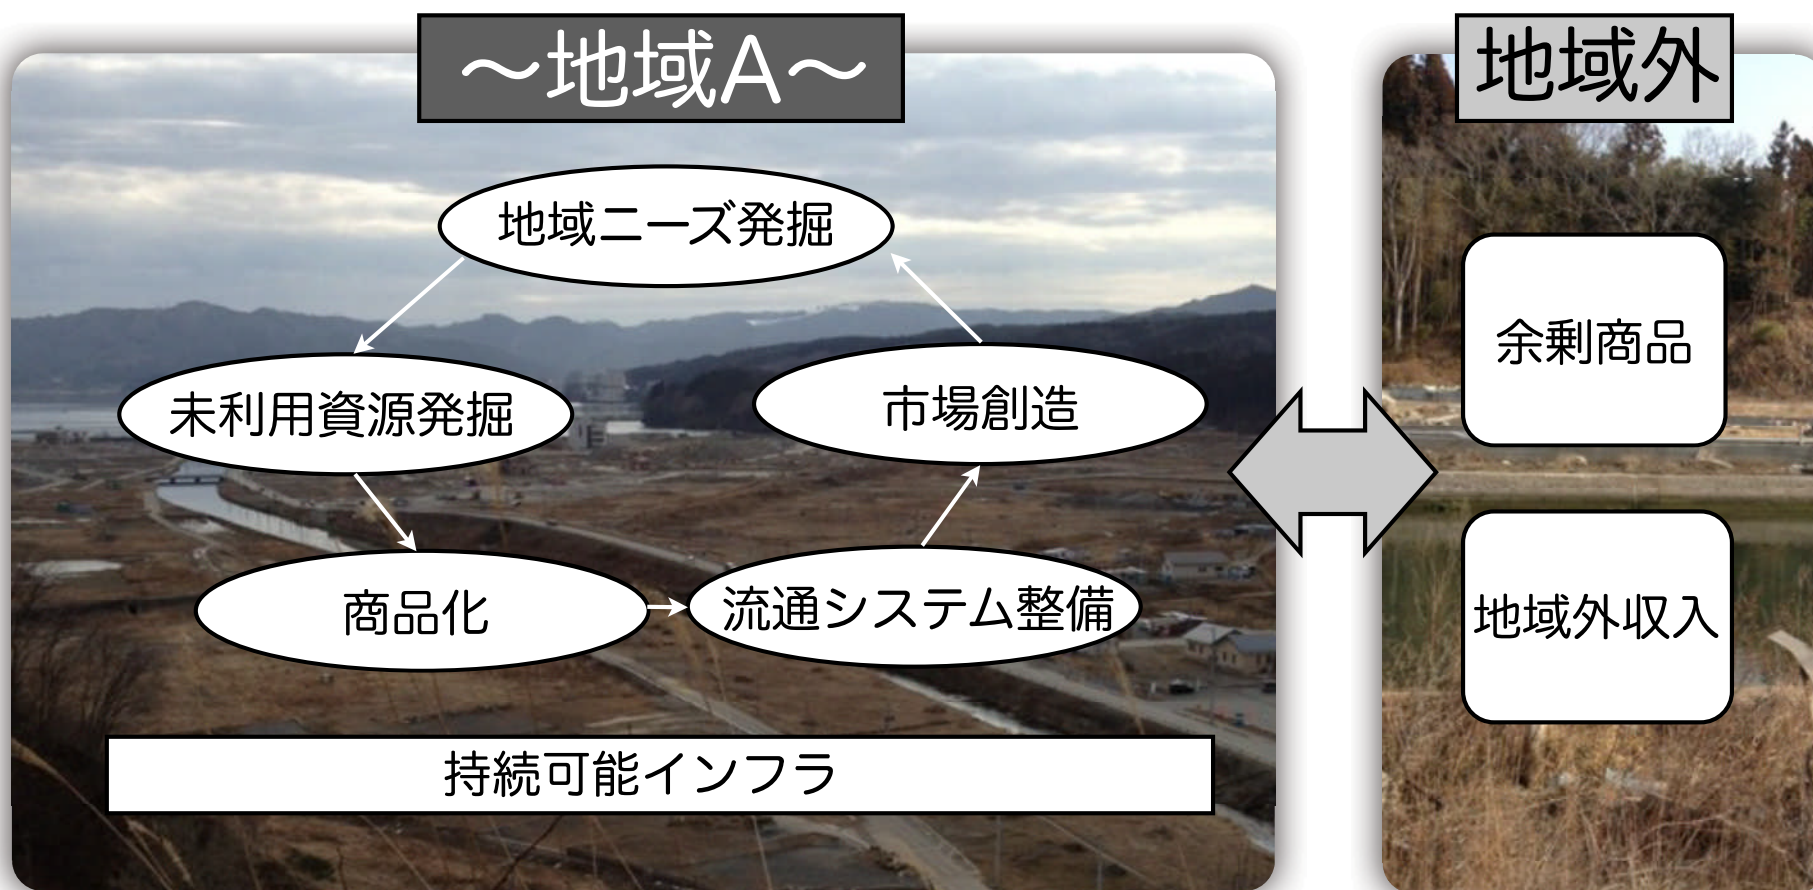 ～地域A～
地域外
地域ニーズ発掘
未利用資源発掘
市場創造
商品化
流通システム整備
持続可能インフラ
余剰商品
地域外収入